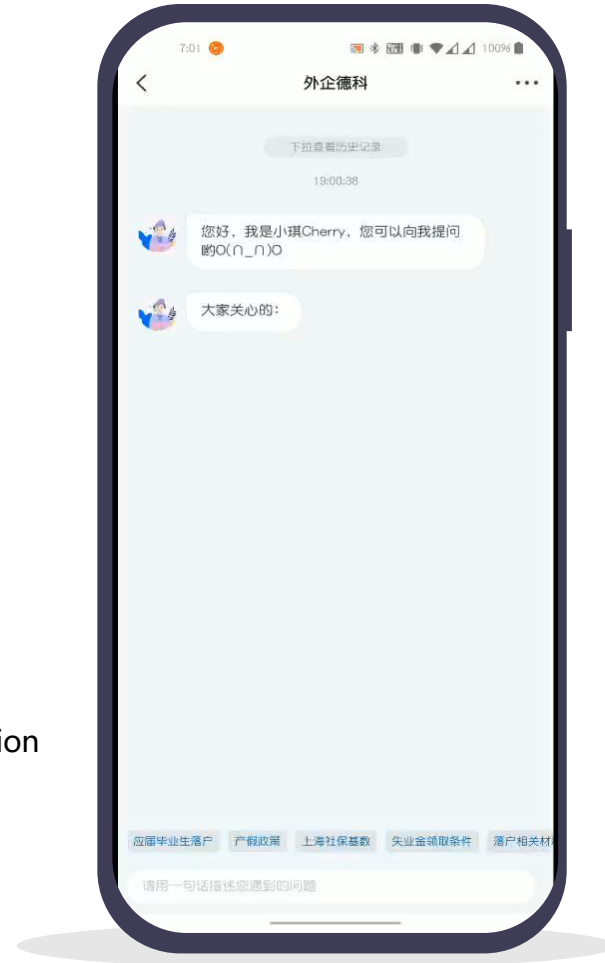 7:01
100%
外企德科
下拉查看历史记录
19:00:38
您好，我是小琪Cherry，您可以向我提问
哟O(∩_∩)O
大家关心的：
ion
应届毕业生落户 产假政策 上海社保基数 失业金领取条件 落户相关材
请用一句话描述您遇到的问题